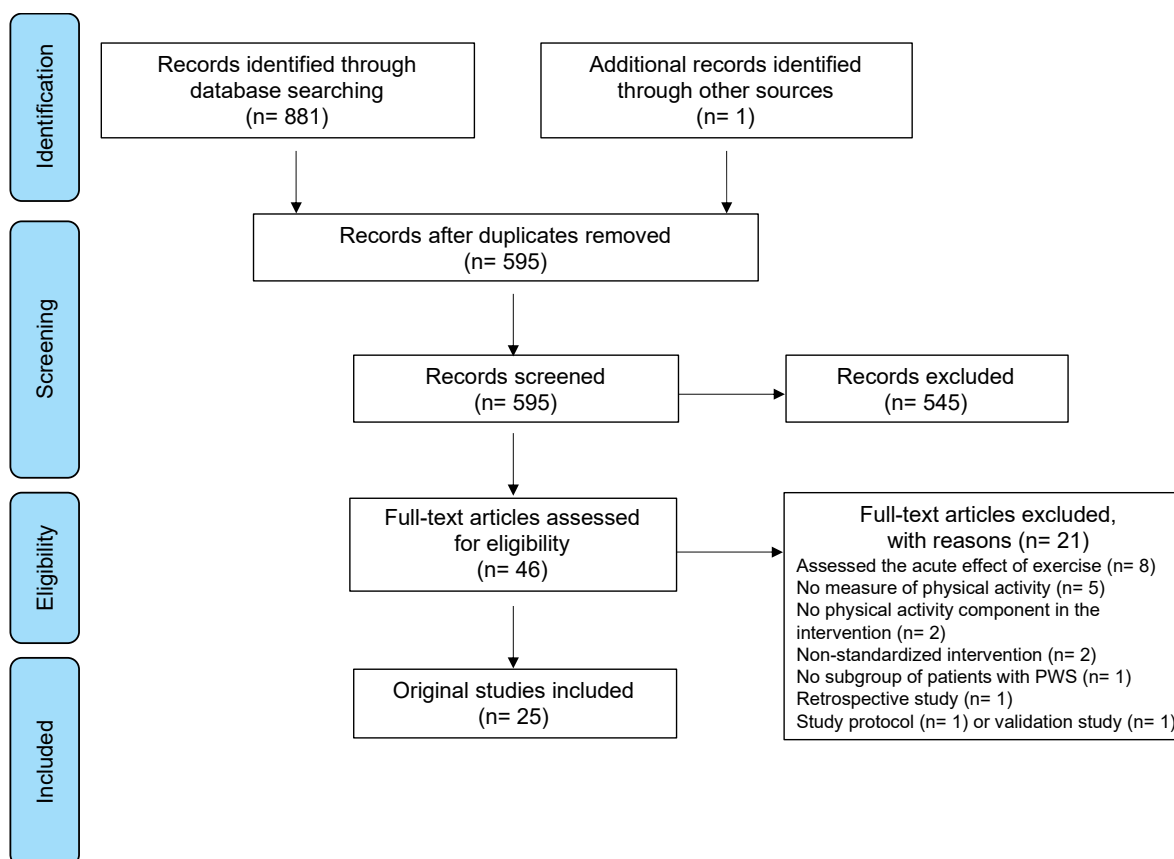 Identification
Records identified through
database searching
(n= 881)
Additional records identified
through other sources
(n= 1)
Screening
Records after duplicates removed
(n= 595)
Records screened
(n= 595)
Records excluded
(n= 545)
Eligibility
Full-text articles assessed
for eligibility
(n= 46)
Full-text articles excluded,
with reasons (n= 21)
Assessed the acute effect of exercise (n= 8)
No measure of physical activity (n= 5)
No physical activity component in the
intervention (n= 2)
Non-standardized intervention (n= 2)
No subgroup of patients with PWS (n= 1)
Retrospective study (n= 1)
Study protocol (n= 1) or validation study (n= 1)
Included
Original studies included
(n= 25)